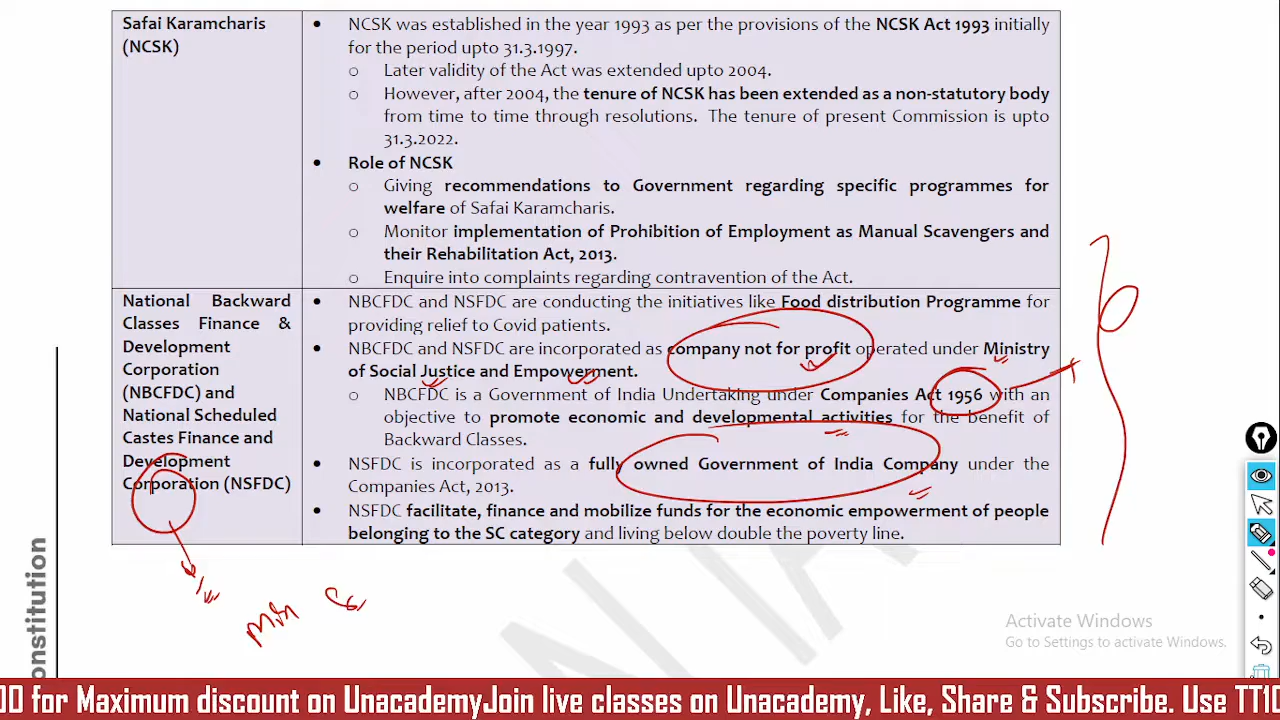 Safai Karamcharis
(NCSK)
• NCSK was established in the year 1993 as per the provisions of the NCSK Act 1993 initially
for the period upto 31.3.1997.
o Later validity of the Act was extended upto 2004.
o However, after 2004, the tenure of NCSK has been extended as a non-statutory body
from time to time through resolutions. The tenure of present Commission is upto
31.3.2022.
• Role of NCSK
o Giving recommendations to Government regarding specific programmes for
welfare of Safai Karamcharis.
o Monitor implementation of Prohibition of Employment as Manual Scavengers and
their Rehabilitation Act, 2013.
o Enquire into complaints regarding contravention of the Act.
National Backward
Classes Finance &
Development
Corporation
(NBCFDC) and
National Scheduled
Castes Finance and
Development
Corporation (NSFDC)
• NBCFDC and NSFDC are conducting the initiatives like Food distribution Programme for
providing relief to Covid patients.
• NBCFDC and NSFDC are incorporated as company not for profit operated under Ministry
of Social Justice and Empowerment.
o NBCFDC is a Government of India Undertaking under Companies Act 1956 with an
objective to promote economic and developmental activities for the benefit of
Backward Classes.
• NSFDC is incorporated as a fully owned Government of India Company under the
Companies Act, 2013.
• NSFDC facilitate, finance and mobilize funds for the economic empowerment of people
belonging to the SC category and living below double the poverty line.
onstitution
Activate Windows
Go to Settings to activate Windows.
for Maximum discount on UnacademyJoin live classes on Unacademy, Like, Share & Subscribe. Use